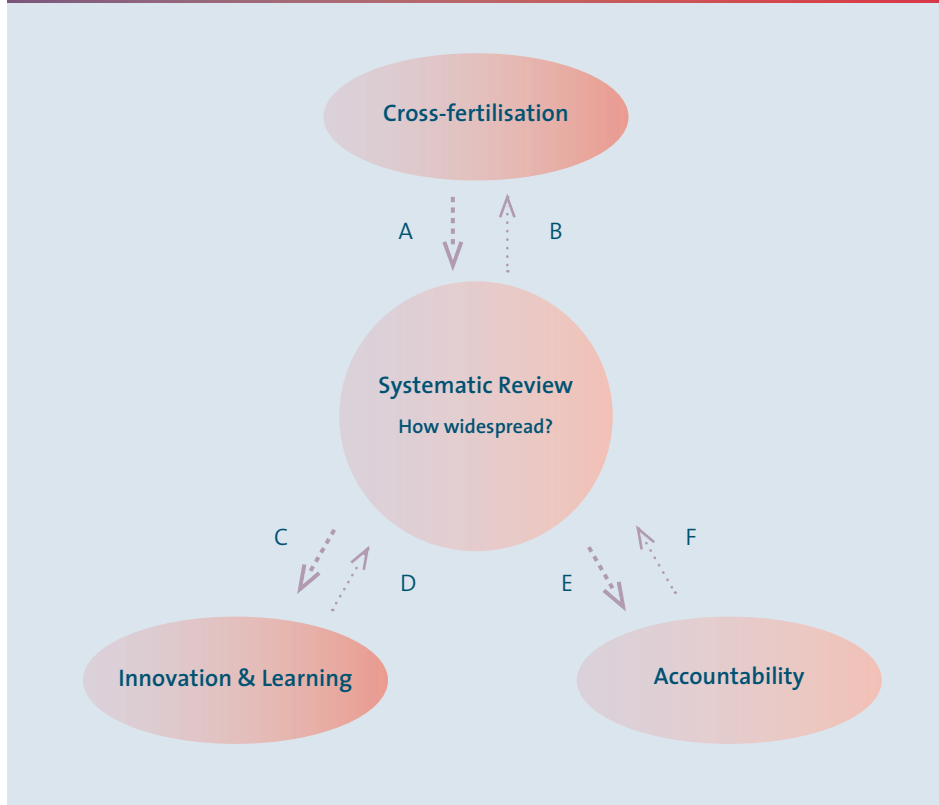 Cross-fertilisation
A
B
Systematic Review
How widespread?
C
D
E
F
Innovation & Learning
Accountability